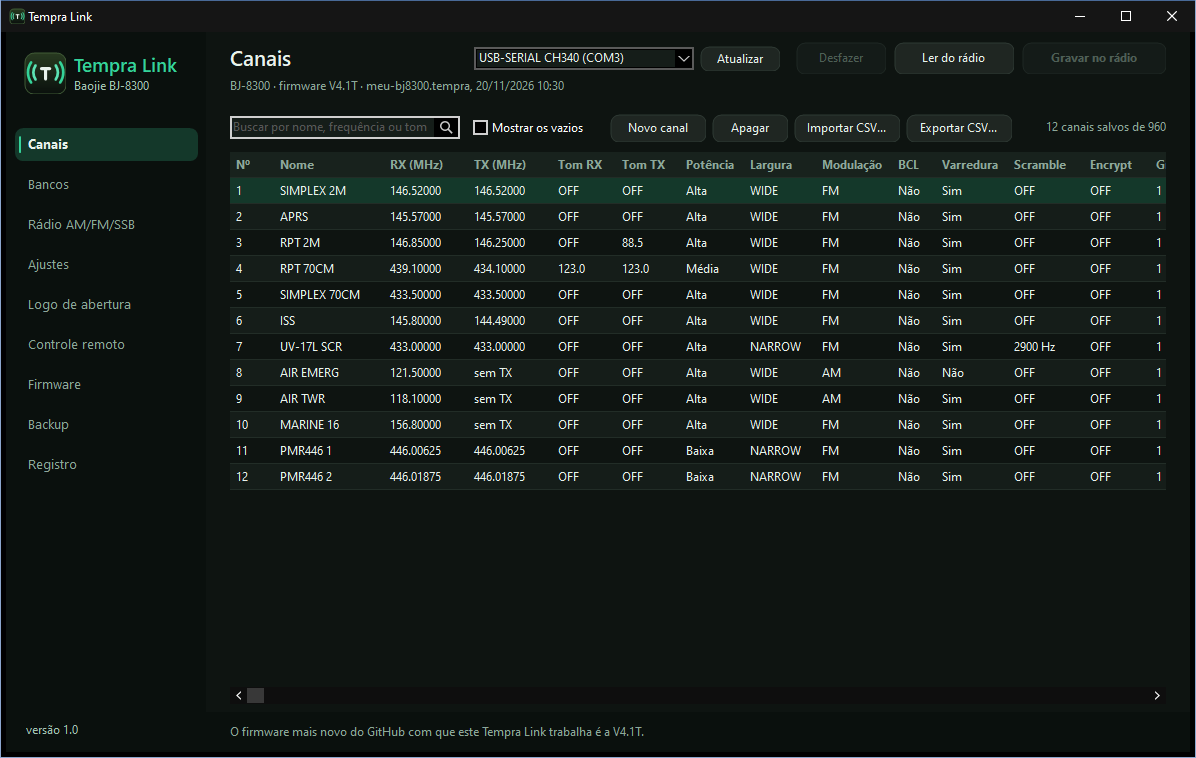 Tempra Link
Tempra Link
Baojie BJ-8300
Canais
Bancos
Rádio AM/FM/SSB
Ajustes
Logo de abertura
Controle remoto
Firmware
Backup
Registro
versão 1.0
Canais
USB-SERIAL CH340 (COM3)
Atualizar
Desfazer
Ler do rádio
Gravar no rádio
BJ-8300 · firmware V4.1T · meu-bj8300.tempra, 20/11/2026 10:30
Buscar por nome, frequência ou tom
Mostrar os vazios
Novo canal
Apagar
Importar CSV...
Exportar CSV...
12 canais salvos de 960
Nº Nome RX (MHz) TX (MHz) Tom RX Tom TX Potência Largura Modulação BCL Varredura Scramble Encrypt G
1 SIMPLEX 2M 146.52000 146.52000 OFF OFF Alta WIDE FM Não Sim OFF OFF 1
2 APRS 145.57000 145.57000 OFF OFF Alta WIDE FM Não Sim OFF OFF 1
3 RPT 2M 146.85000 146.25000 OFF 88.5 Alta WIDE FM Não Sim OFF OFF 1
4 RPT 70CM 439.10000 434.10000 123.0 123.0 Média WIDE FM Não Sim OFF OFF 1
5 SIMPLEX 70CM 433.50000 433.50000 OFF OFF Alta WIDE FM Não Sim OFF OFF 1
6 ISS 145.80000 144.49000 OFF OFF Alta WIDE FM Não Sim OFF OFF 1
7 UV-17L SCR 433.00000 433.00000 OFF OFF Alta NARROW FM Não Sim 2900 Hz OFF 1
8 AIR EMERG 121.50000 sem TX OFF OFF Alta WIDE AM Não Não OFF OFF 1
9 AIR TWR 118.10000 sem TX OFF OFF Alta WIDE AM Não Sim OFF OFF 1
10 MARINE 16 156.80000 sem TX OFF OFF Alta WIDE FM Não Sim OFF OFF 1
11 PMR446 1 446.00625 446.00625 OFF OFF Baixa NARROW FM Não Sim OFF OFF 1
12 PMR446 2 446.01875 446.01875 OFF OFF Baixa NARROW FM Não Sim OFF OFF 1
O firmware mais novo do GitHub com que este Tempra Link trabalha é a V4.1T.